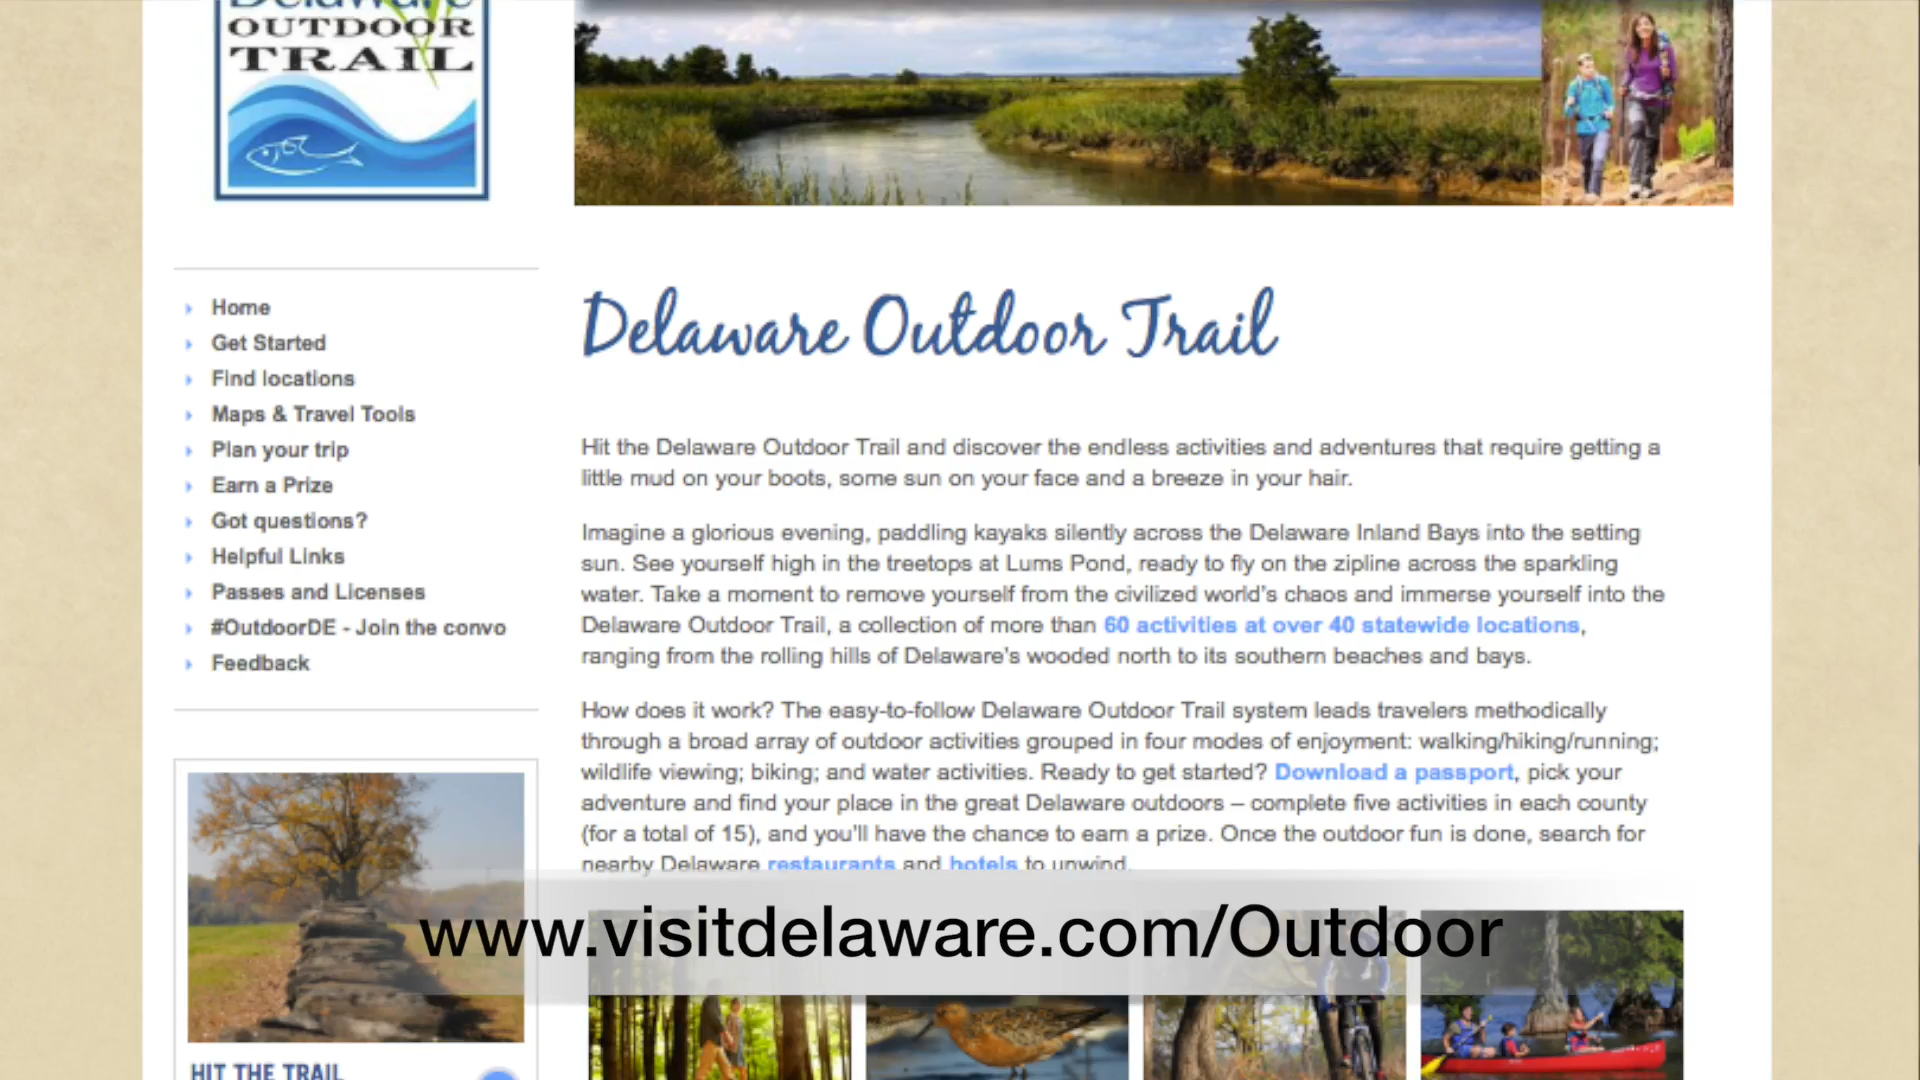 Delaware
OUTDOOR
TRAIL
Home
Get Started
Find locations
Maps & Travel Tools
Plan your trip
Earn a Prize
Got questions?
Helpful Links
Passes and Licenses
#OutdoorDE - Join the convo
Feedback
HIT THE TRAIL
Delaware Outdoor Trail
Hit the Delaware Outdoor Trail and discover the endless activities and adventures that require getting a
little mud on your boots, some sun on your face and a breeze in your hair.
Imagine a glorious evening, paddling kayaks silently across the Delaware Inland Bays into the setting
sun. See yourself high in the treetops at Lums Pond, ready to fly on the zipline across the sparkling
water. Take a moment to remove yourself from the civilized world's chaos and immerse yourself into the
Delaware Outdoor Trail, a collection of more than 60 activities at over 40 statewide locations,
ranging from the rolling hills of Delaware's wooded north to its southern beaches and bays.
How does it work? The easy-to-follow Delaware Outdoor Trail system leads travelers methodically
through a broad array of outdoor activities grouped in four modes of enjoyment: walking/hiking/running;
wildlife viewing; biking; and water activities. Ready to get started? Download a passport, pick your
adventure and find your place in the great Delaware outdoors – complete five activities in each county
(for a total of 15), and you'll have the chance to earn a prize. Once the outdoor fun is done, search for
nearby Delaware restaurants and hotels to unwind.
www.visitdelaware.com/Outdoor